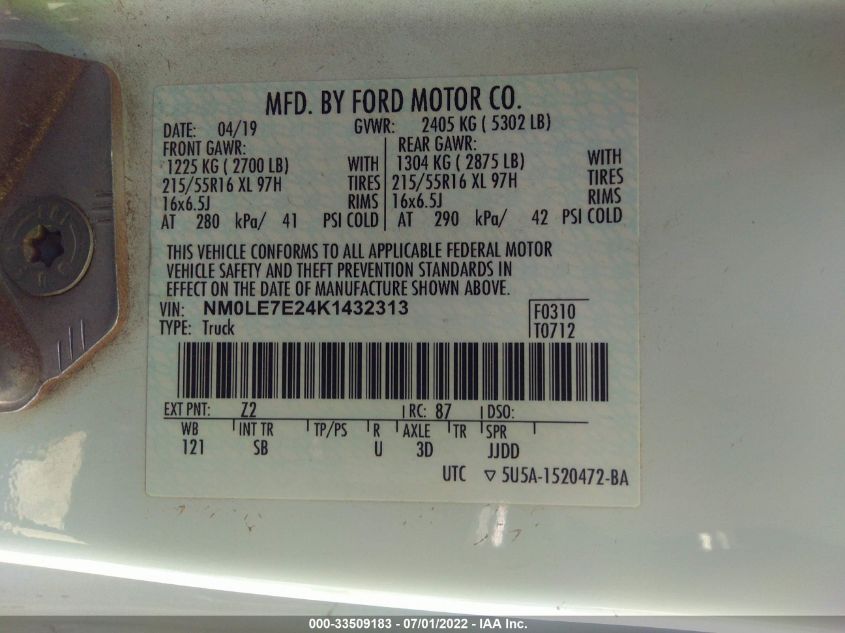 MFD. BY FORD MOTOR CO.
DATE: 04/19 GVWR: 2405 KG ( 5302 LB)
FRONT GAWR: REAR GAWR:
1225 KG ( 2700 LB) WITH 1304 KG ( 2875 LB) WITH
215/55R16 XL 97H TIRES 215/55R16 XL 97H TIRES
16x6.5J RIMS 16x6.5J RIMS
AT 280 kPa/ 41 PSI COLD AT 290 kPa/ 42 PSI COLD
THIS VEHICLE CONFORMS TO ALL APPLICABLE FEDERAL MOTOR
VEHICLE SAFETY AND THEFT PREVENTION STANDARDS IN
EFFECT ON THE DATE OF MANUFACTURE SHOWN ABOVE.
VIN: NM0LE7E24K1432313 F0310
TYPE: Truck T0712
EXT PNT: Z2 RC: 87 DSO:
WB INT TR TP/PS R AXLE TR SPR
121 SB U 3D JJDD
UTC ▽ 5U5A-1520472-BA
000-33509183 - 07/01/2022 - IAA Inc.